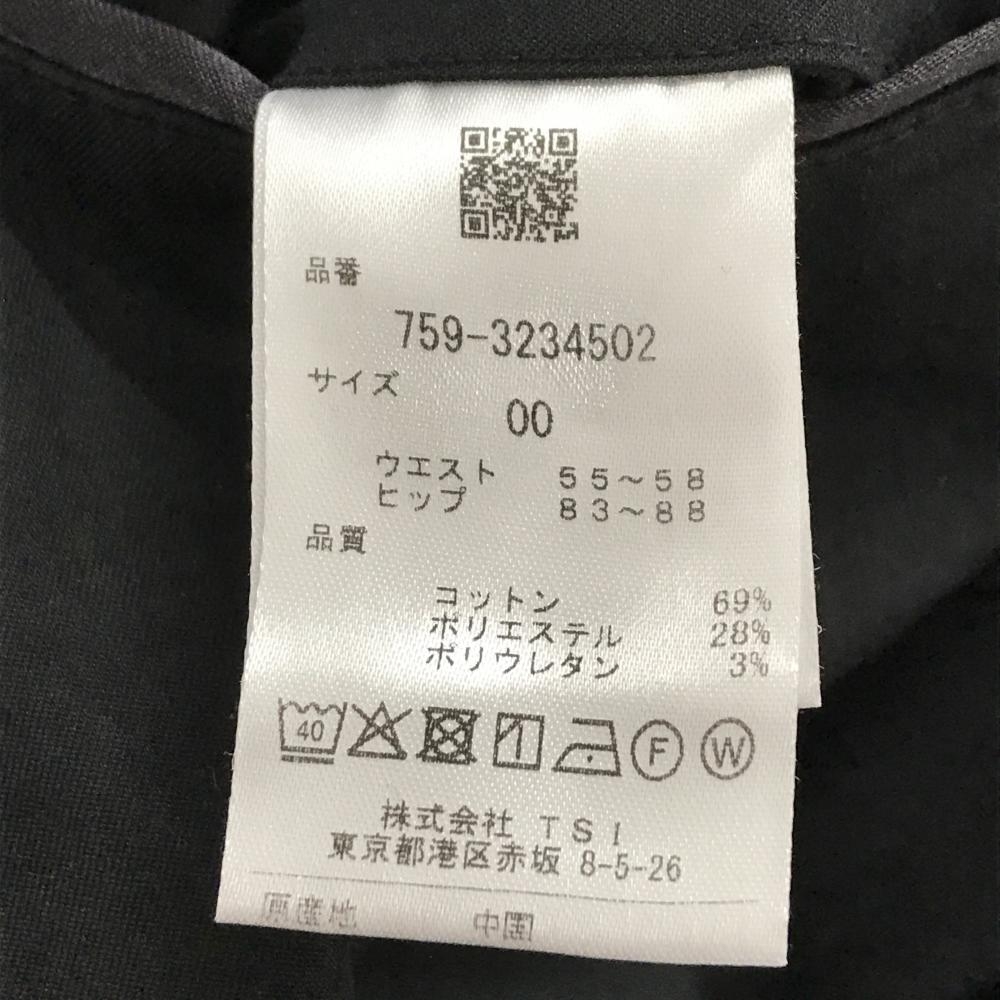 品番
759-3234502
サイズ
00
ウエスト 55～58
ヒップ 83～88
品質
コットン 69%
ポリエステル 28%
ポリウレタン 3%
40
F W
株式会社 TSI
東京都港区赤坂 8-5-26
原産地 中国